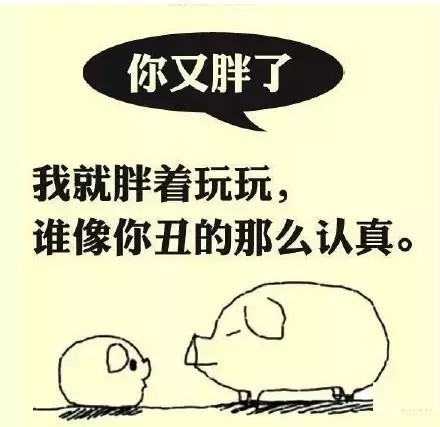 你又胖了
我就胖着玩玩，
谁像你丑的那么认真。